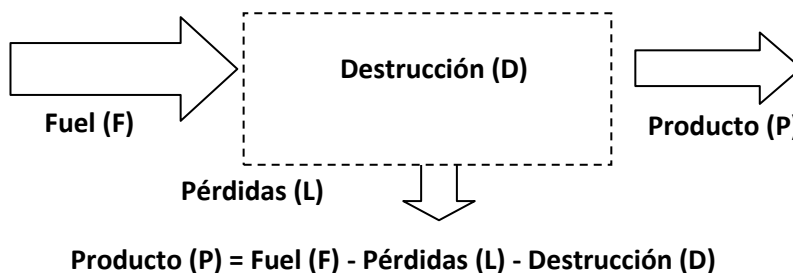 Destrucción (D)
Fuel (F)
Producto (P)
Pérdidas (L)
Producto (P) = Fuel (F) - Pérdidas (L) - Destrucción (D)